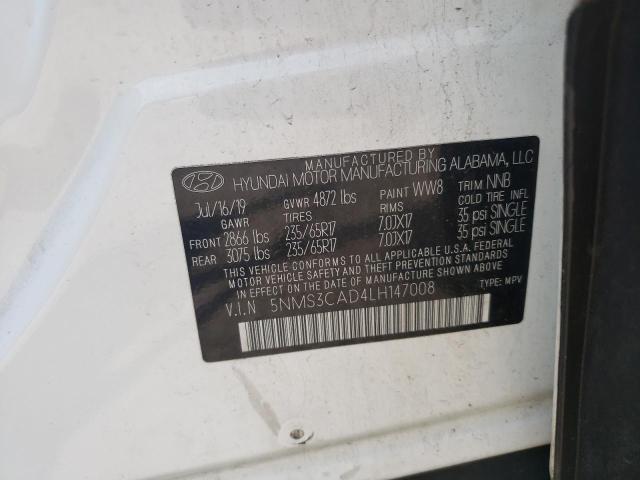 MANUFACTURED BY
HYUNDAI MOTOR MANUFACTURING ALABAMA, LLC
Jul/16/19 GVWR 4872 lbs PAINT WW8 TRIM NNB
GAWR TIRES RIMS COLD TIRE INFL
FRONT 2866 lbs 235/65R17 7.0JX17 35 psi SINGLE
REAR 3075 lbs 235/65R17 7.0JX17 35 psi SINGLE
THIS VEHICLE CONFORMS TO ALL APPLICABLE U.S.A. FEDERAL
MOTOR VEHICLE SAFETY STANDARDS
IN EFFECT ON THE DATE OF MANUFACTURE SHOWN ABOVE.
V.I.N 5NMS3CAD4LH147008 TYPE: MPV